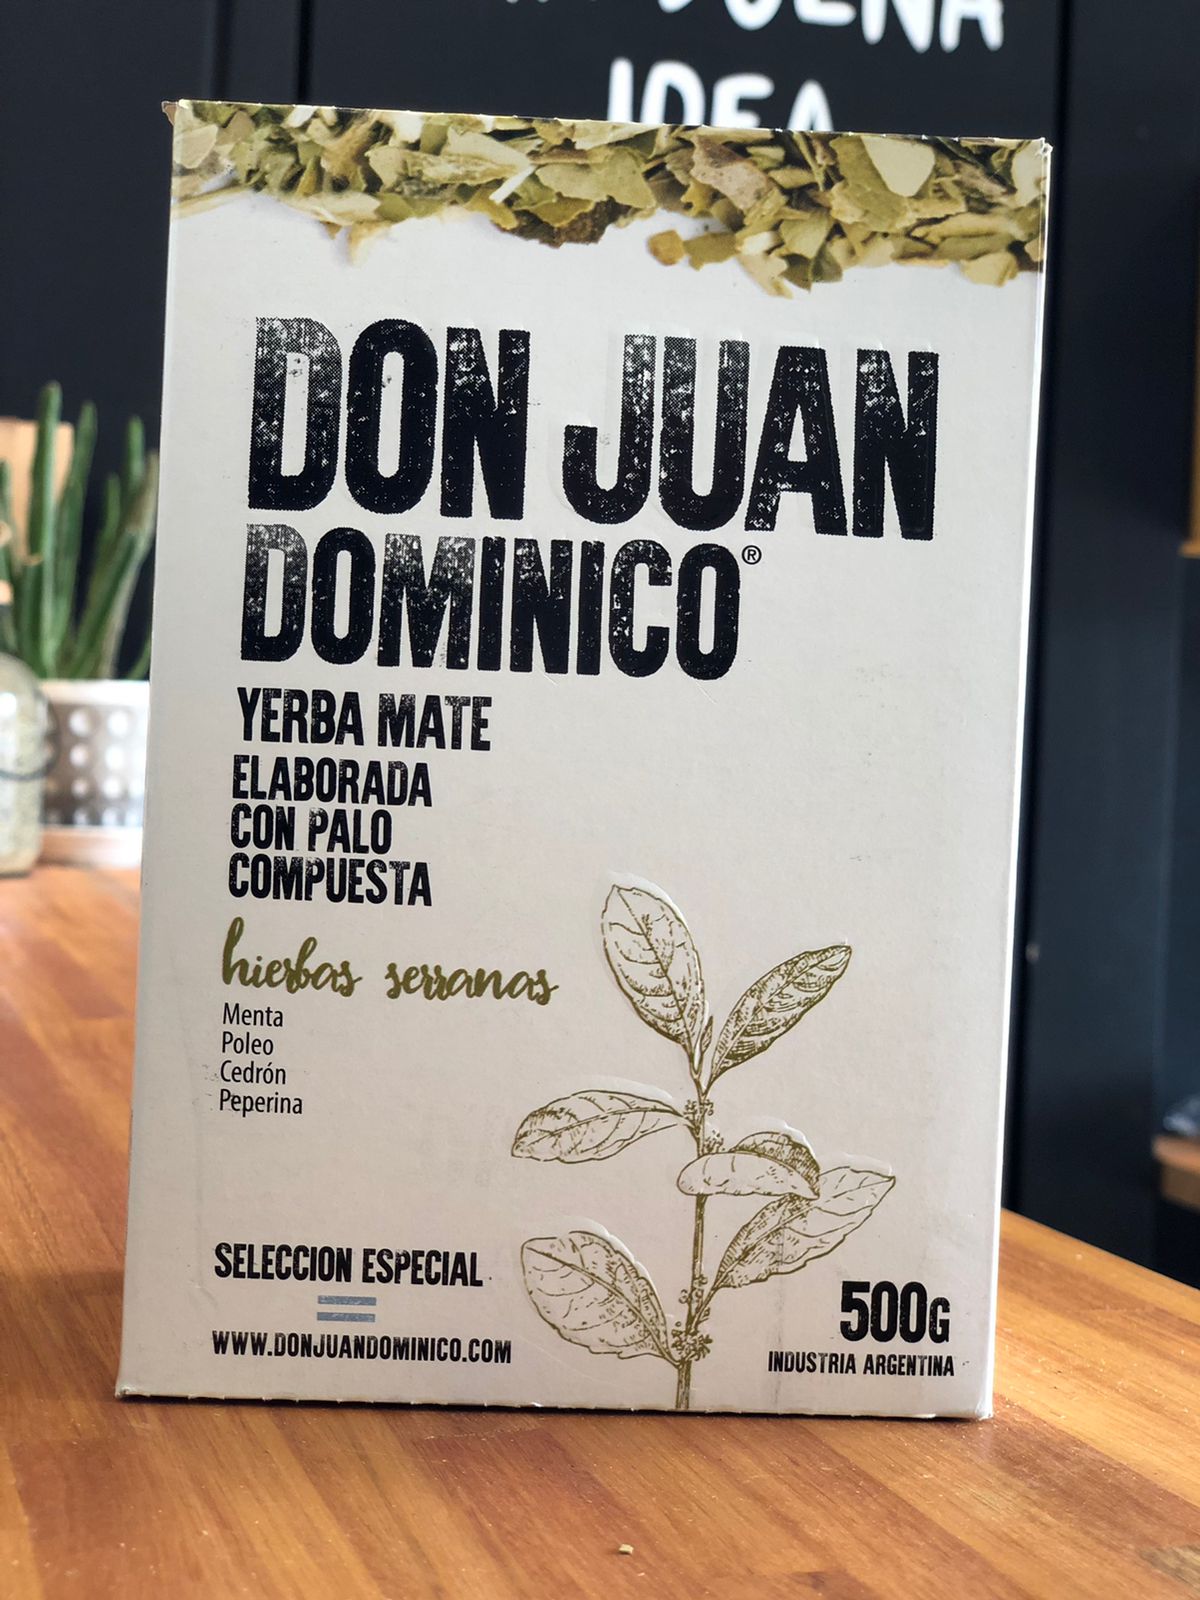 IDEA
DON JUAN
DOMINICO®
YERBA MATE
ELABORADA
CON PALO
COMPUESTA
hierbas serranas
Menta
Poleo
Cedrón
Peperina
SELECCION ESPECIAL
WWW.DONJUANDOMINICO.COM
500G
INDUSTRIA ARGENTINA